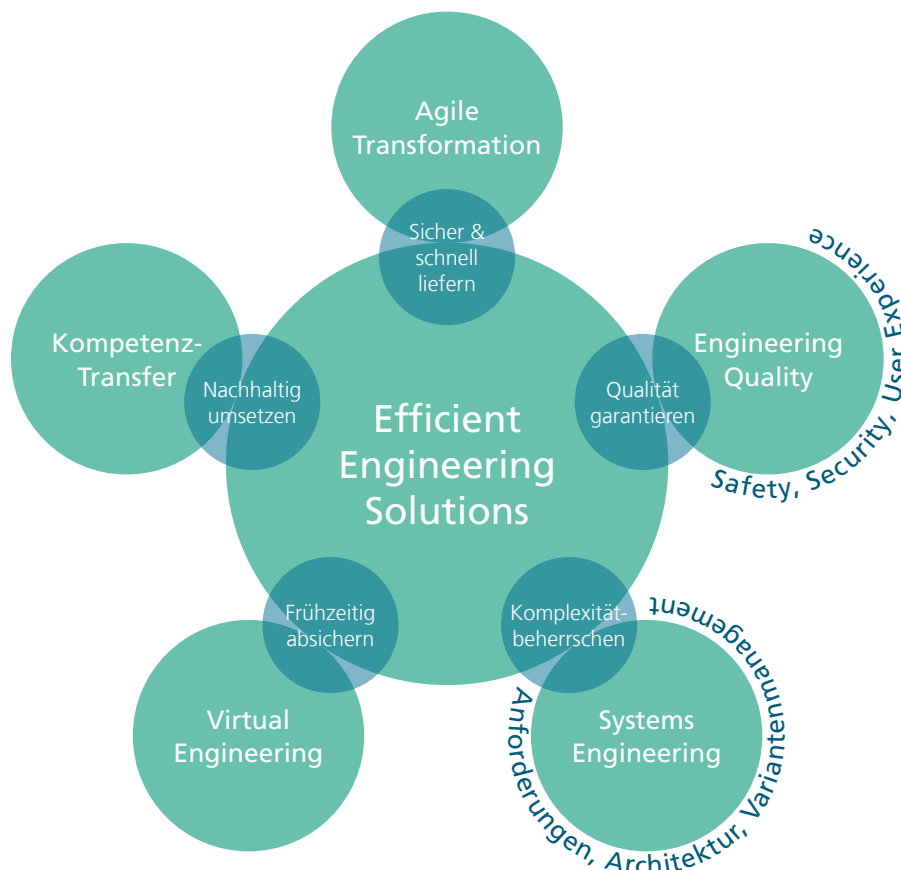 Agile
Transformation
Sicher &
schnell
liefern
Kompetenz-
Transfer
Nachhaltig
umsetzen
Efficient
Engineering
Solutions
Qualität
garantieren
Engineering
Quality
Safety, Security, User Experience
Frühzeitig
absichern
Virtual
Engineering
Komplexität-
beherrschen
Systems
Engineering
Anforderungen, Architektur, Variantenmanagement